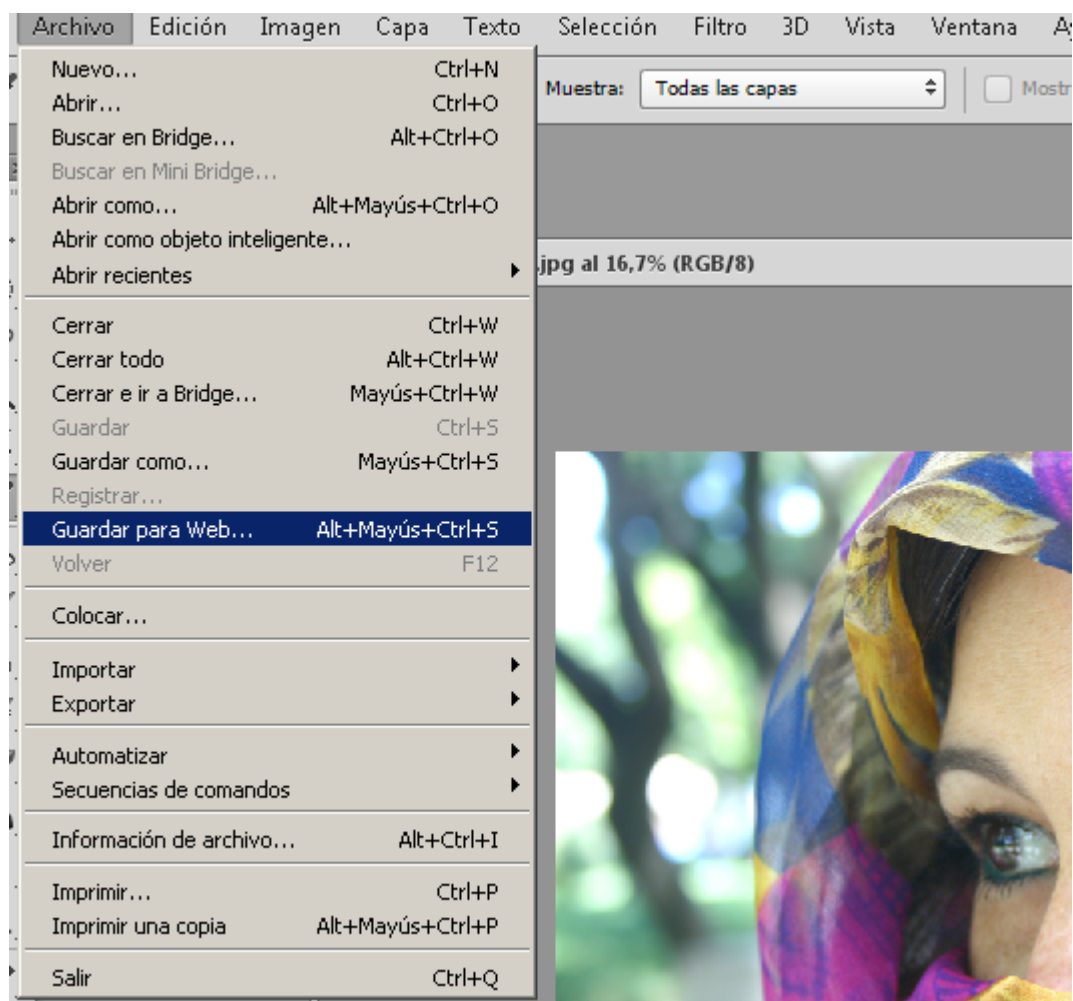 Archivo Edición Imagen Capa Texto Selección Filtro 3D Vista Ventana
Muestra: Todas las capas
.jpg al 16,7% (RGB/8)
Nuevo... Ctrl+N
Abrir... Ctrl+O
Buscar en Bridge... Alt+Ctrl+O
Buscar en Mini Bridge...
Abrir como... Alt+Mayús+Ctrl+O
Abrir como objeto inteligente...
Abrir recientes
Cerrar Ctrl+W
Cerrar todo Alt+Ctrl+W
Cerrar e ir a Bridge... Mayús+Ctrl+W
Guardar Ctrl+S
Guardar como... Mayús+Ctrl+S
Registrar...
Guardar para Web... Alt+Mayús+Ctrl+S
Volver F12
Colocar...
Importar
Exportar
Automatizar
Secuencias de comandos
Información de archivo... Alt+Ctrl+I
Imprimir... Ctrl+P
Imprimir una copia Alt+Mayús+Ctrl+P
Salir Ctrl+Q